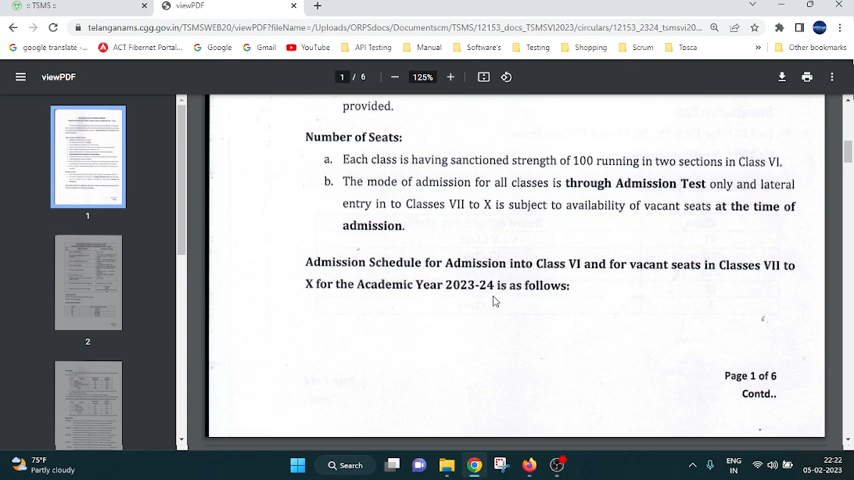 TSMS
viewPDF
telanganams.cgg.gov.in/TSMSWEB20/viewPDF?fileName=/Uploads/ORPSDocumentscm/TSMS/12153_docs_TSMSVI2023/circulars/12153_2324_tsmsvi20...
google translate -...
ACT Fibernet Portal...
Google
Gmail
YouTube
API Testing
Manual
Software's
Testing
Shopping
Scrum
Tosca
»
Other bookmarks
viewPDF
1 / 6
125%
provided.
Number of Seats:
a. Each class is having sanctioned strength of 100 running in two sections in Class VI.
b. The mode of admission for all classes is through Admission Test only and lateral
entry in to Classes VII to X is subject to availability of vacant seats at the time of
admission.
Admission Schedule for Admission into Class VI and for vacant seats in Classes VII to
X for the Academic Year 2023-24 is as follows:
Page 1 of 6
Contd..
1
2
75°F
Partly cloudy
Search
ENG
IN
22:22
05-02-2023